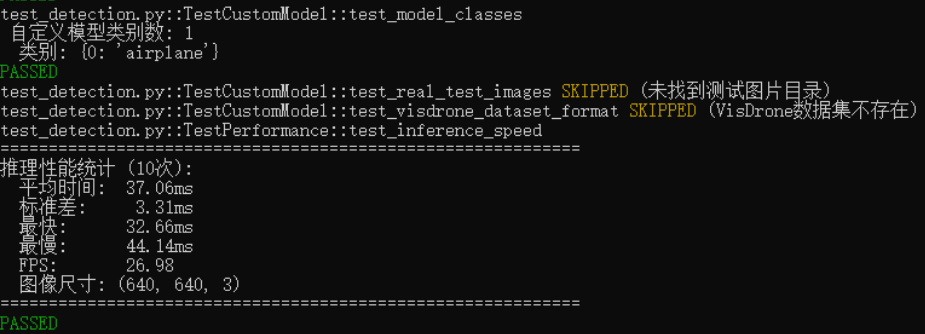 test_detection.py::TestCustomModel::test_model_classes
自定义模型类别数: 1
类别: {0: 'airplane'}
PASSED
test_detection.py::TestCustomModel::test_real_test_images SKIPPED (未找到测试图片目录)
test_detection.py::TestCustomModel::test_visdrone_dataset_format SKIPPED (VisDrone数据集不存在)
test_detection.py::TestPerformance::test_inference_speed
============================================================
推理性能统计 (10次):
平均时间: 37.06ms
标准差: 3.31ms
最快: 32.66ms
最慢: 44.14ms
FPS: 26.98
图像尺寸: (640, 640, 3)
============================================================
PASSED